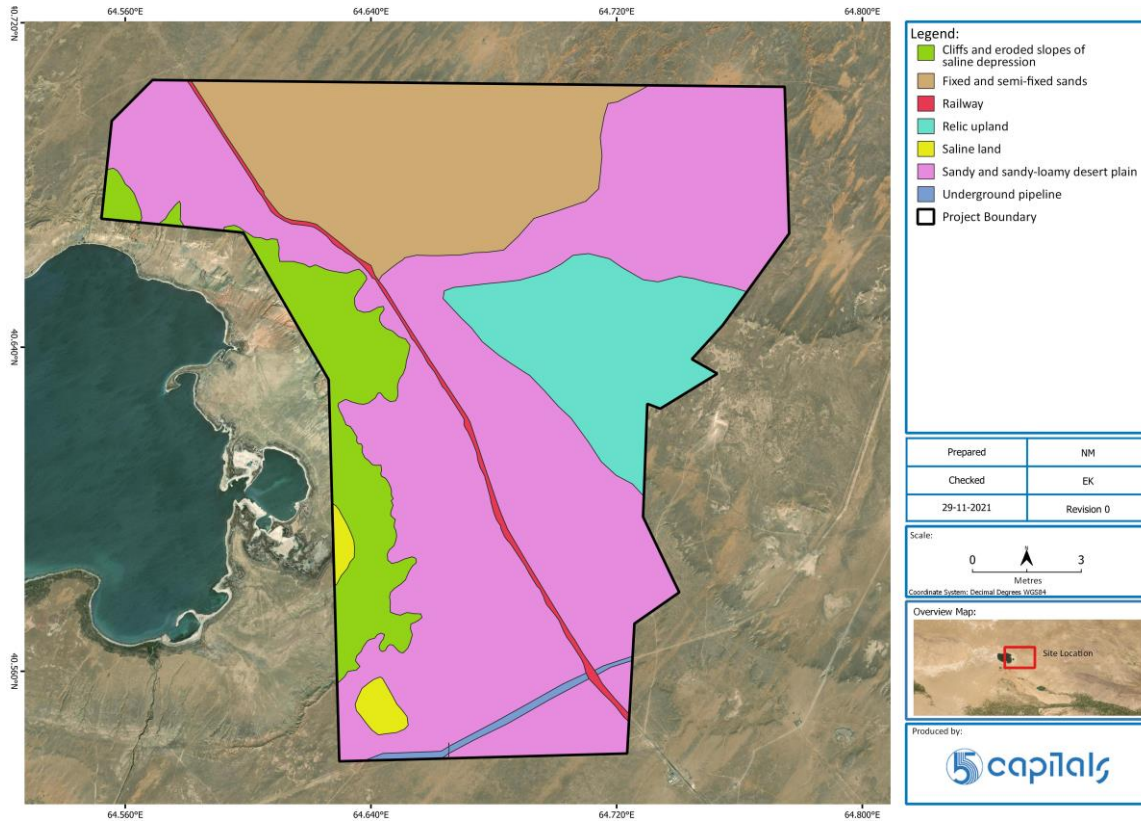 64.560°E 64.640°E 64.720°E 64.800°E
40.720°N
40.640°N
40.560°N
64.560°E 64.640°E 64.720°E 64.800°E
Legend:
Cliffs and eroded slopes of
saline depression
Fixed and semi-fixed sands
Railway
Relic upland
Saline land
Sandy and sandy-loamy desert plain
Underground pipeline
Project Boundary
Prepared NM
Checked EK
29-11-2021 Revision 0
Scale:
N
0 3
Metres
Coordinate System: Decimal Degrees WGS84
Overview Map:
Site Location
Produced by:
5 capitals